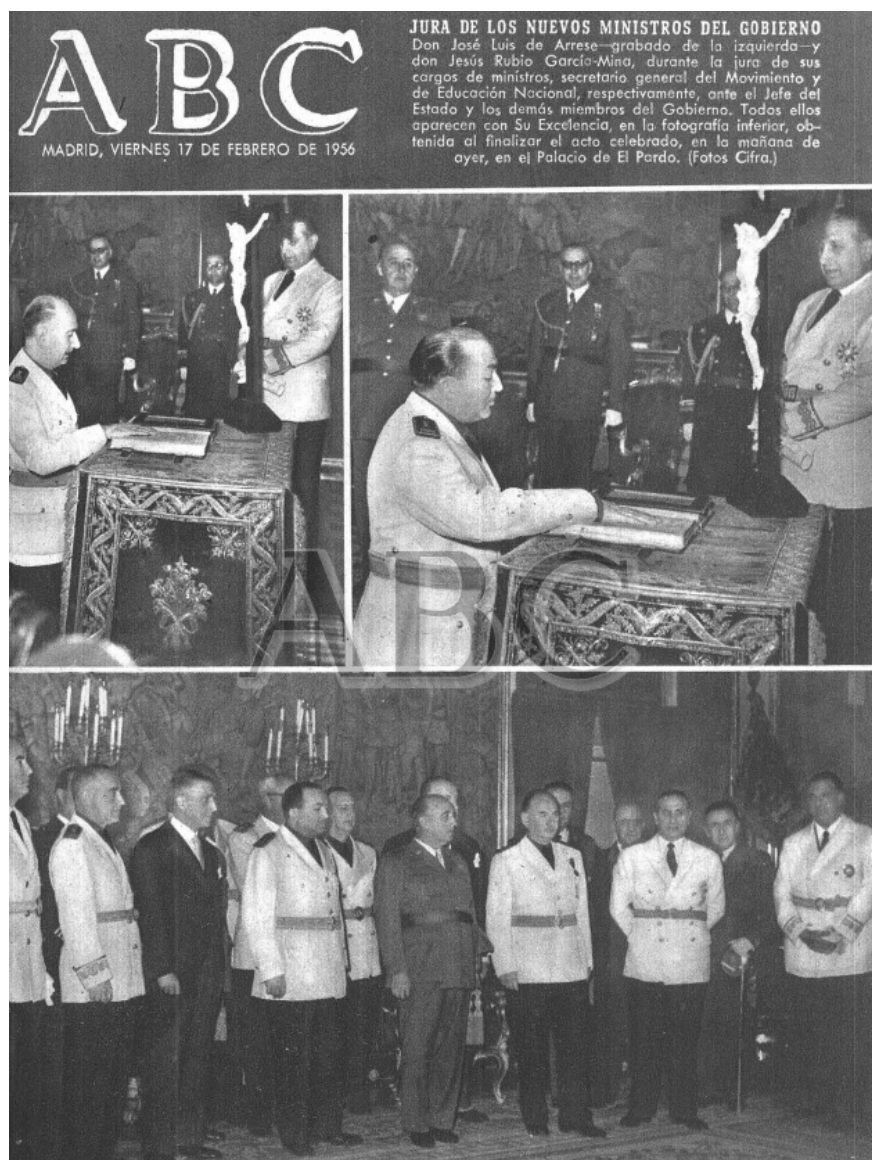 ABC
MADRID, VIERNES 17 DE FEBRERO DE 1956
JURA DE LOS NUEVOS MINISTROS DEL GOBIERNO
Don José Luis de Arrese—grabado de la izquierda—y
don Jesús Rubio García-Mina, durante la jura de sus
cargos de ministros, secretario general del Movimiento y
de Educación Nacional, respectivamente, ante el Jefe del
Estado y los demás miembros del Gobierno. Todos ellos
aparecen con Su Excelencia, en la fotografía inferior, ob-
tenida al finalizar el acto celebrado, en la mañana de
ayer, en el Palacio de El Pardo. (Fotos Cifra.)
ABC